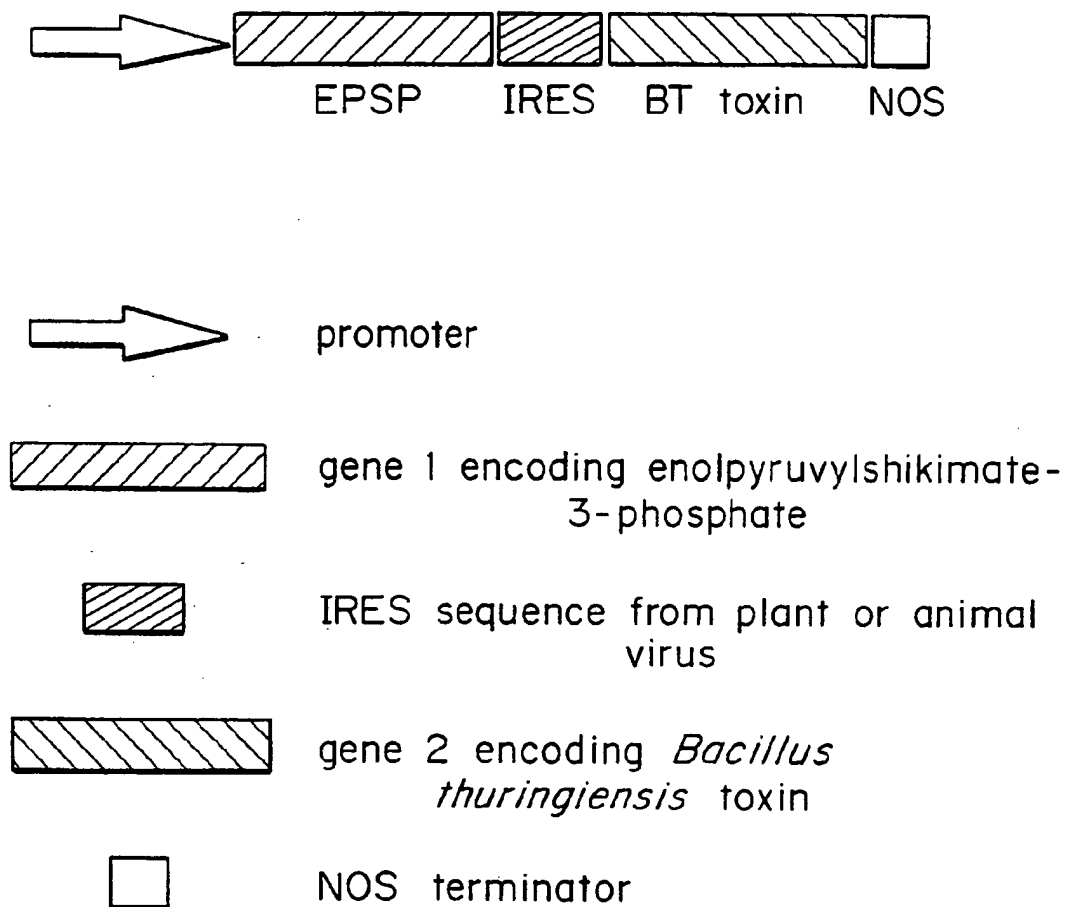 EPSP IRES BT toxin NOS
promoter
gene 1 encoding enolpyruvylshikimate-
3-phosphate
IRES sequence from plant or animal
virus
gene 2 encoding Bacillus
thuringiensis toxin
NOS terminator